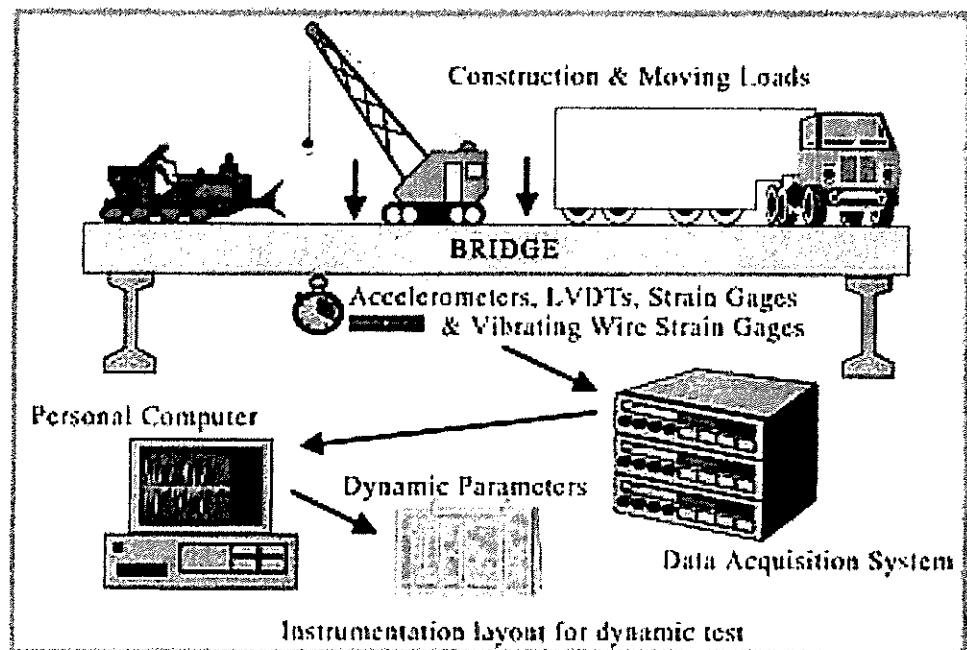 Construction & Moving Loads
BRIDGE
Accelerometers, LVDTs, Strain Gages
& Vibrating Wire Strain Gages
Personal Computer
Dynamic Parameters
Data Acquisition System
Instrumentation layout for dynamic test